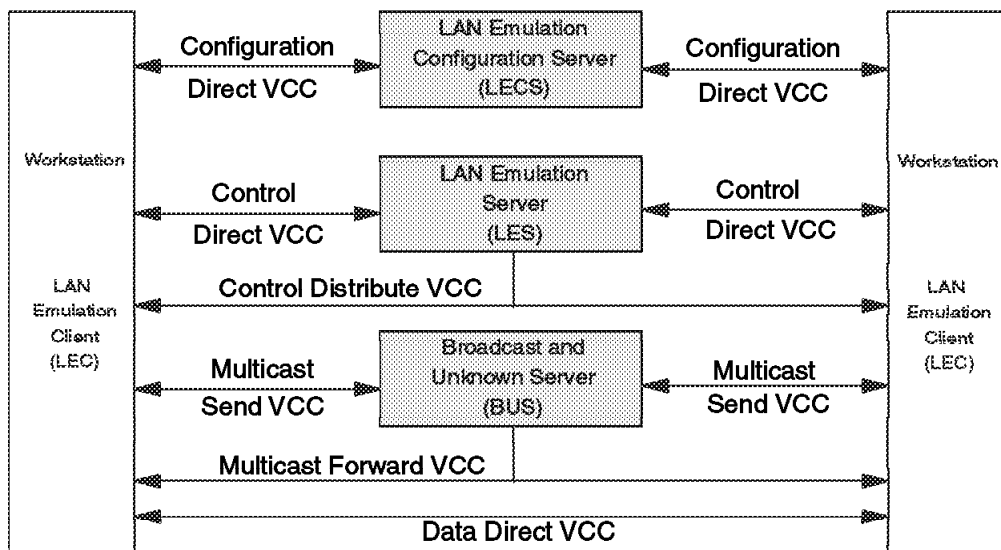 LAN Emulation
Configuration Server
(LECS)
Configuration
Direct VCC
Configuration
Direct VCC
Workstation
Workstation
LAN Emulation
Server
(LES)
Control
Direct VCC
Control
Direct VCC
Control Distribute VCC
LAN
Emulation
Client
(LEC)
LAN
Emulation
Client
(LEC)
Broadcast and
Unknown Server
(BUS)
Multicast
Send VCC
Multicast
Send VCC
Multicast Forward VCC
Data Direct VCC